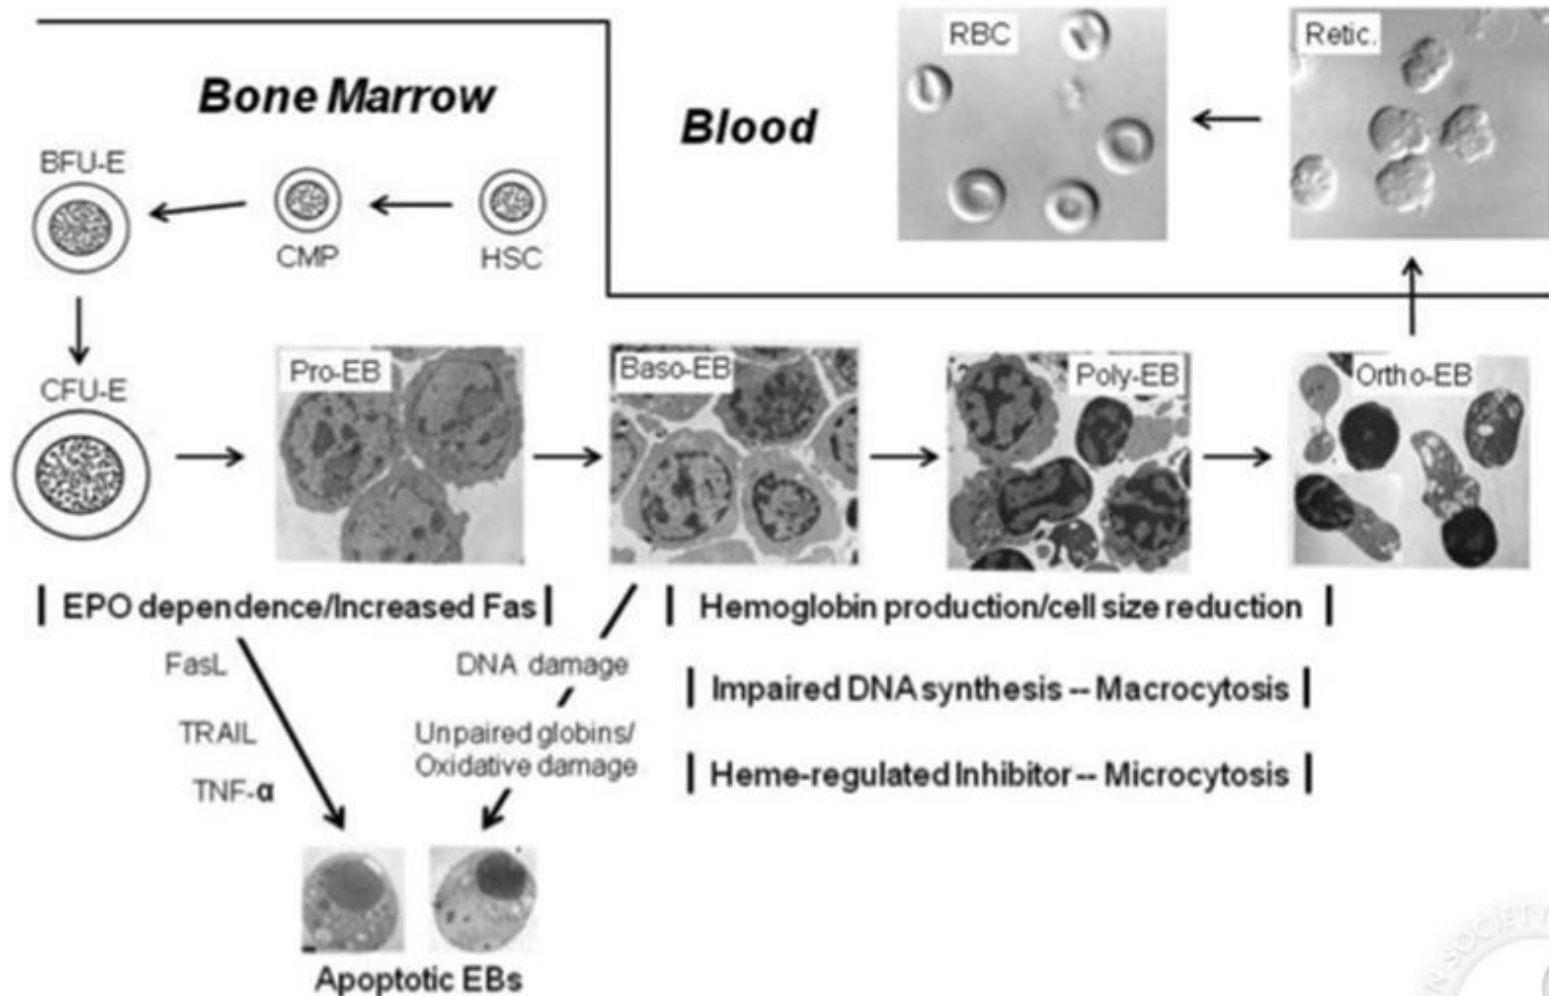 Bone Marrow
BFU-E
CMP
HSC
Blood
RBC
Retic.
CFU-E
Pro-EB
Baso-EB
Poly-EB
Ortho-EB
| EPO dependence/Increased Fas |
| Hemoglobin production/cell size reduction |
FasL
DNA damage
| Impaired DNA synthesis -- Macrocytosis |
TRAIL
Unpaired globins/
Oxidative damage
| Heme-regulated Inhibitor -- Microcytosis |
TNF-α
Apoptotic EBs
N SOCIETY